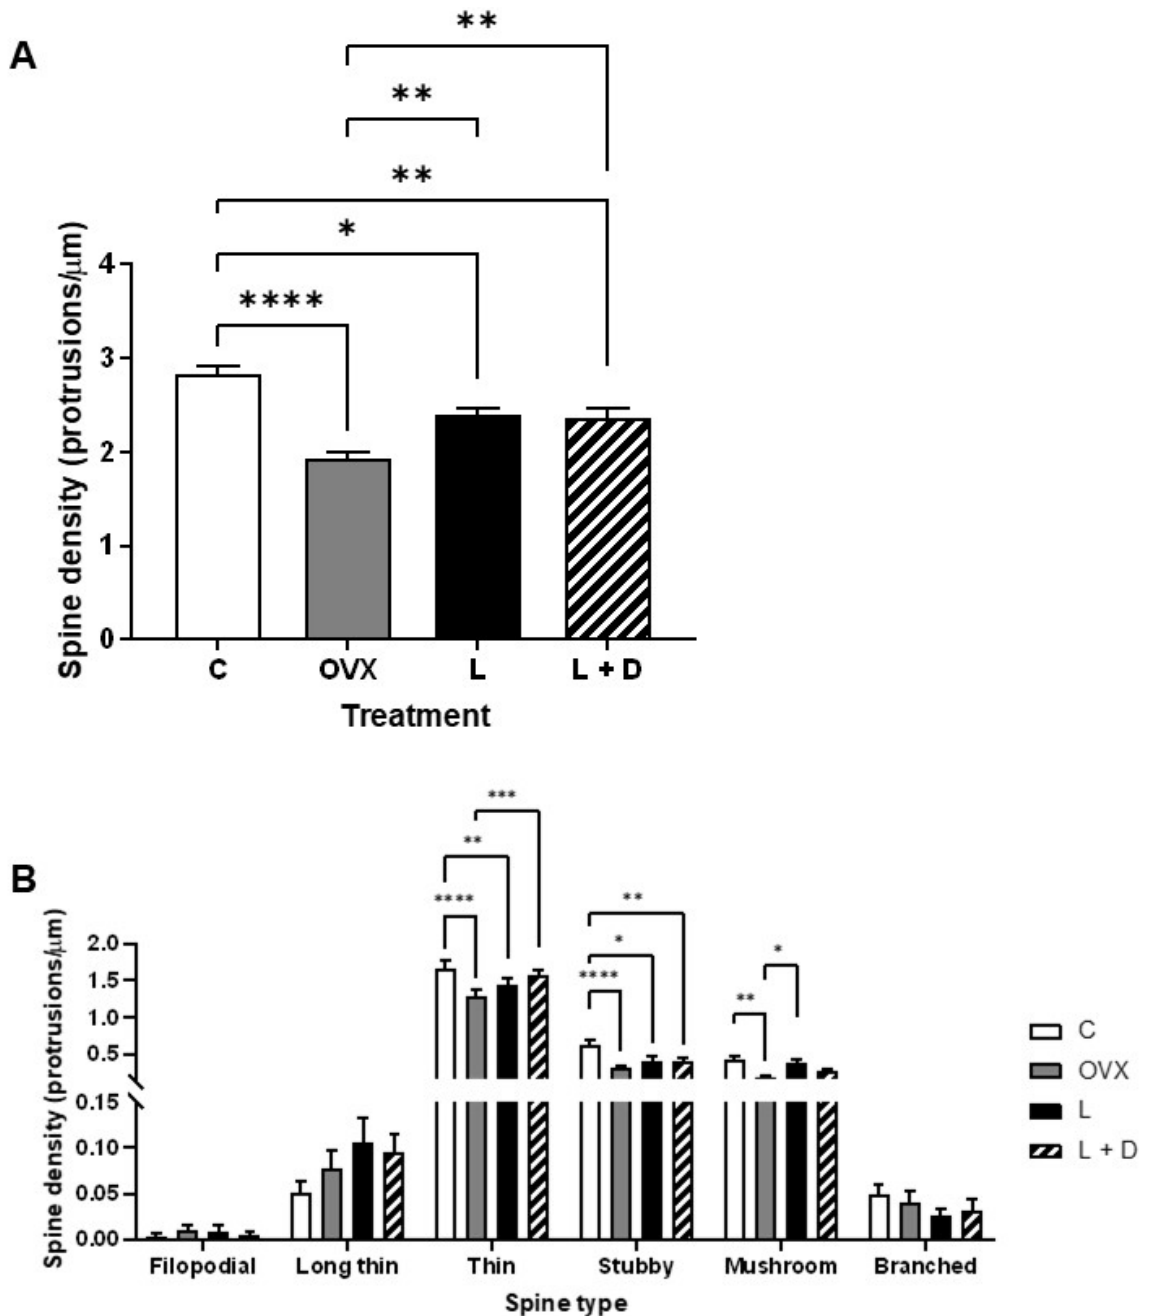 A
**
**
**
*
****
Spine density (protrusions/μm)
4
3
2
1
0
C OVX L L + D
Treatment
B
***
**
****
**
*
****
*
**
Spine density (protrusions/μm)
2.0
1.5
1.0
0.5
0.15
0.10
0.05
0.00
Filopodial Long thin Thin Stubby Mushroom Branched
Spine type
C
OVX
L
L + D